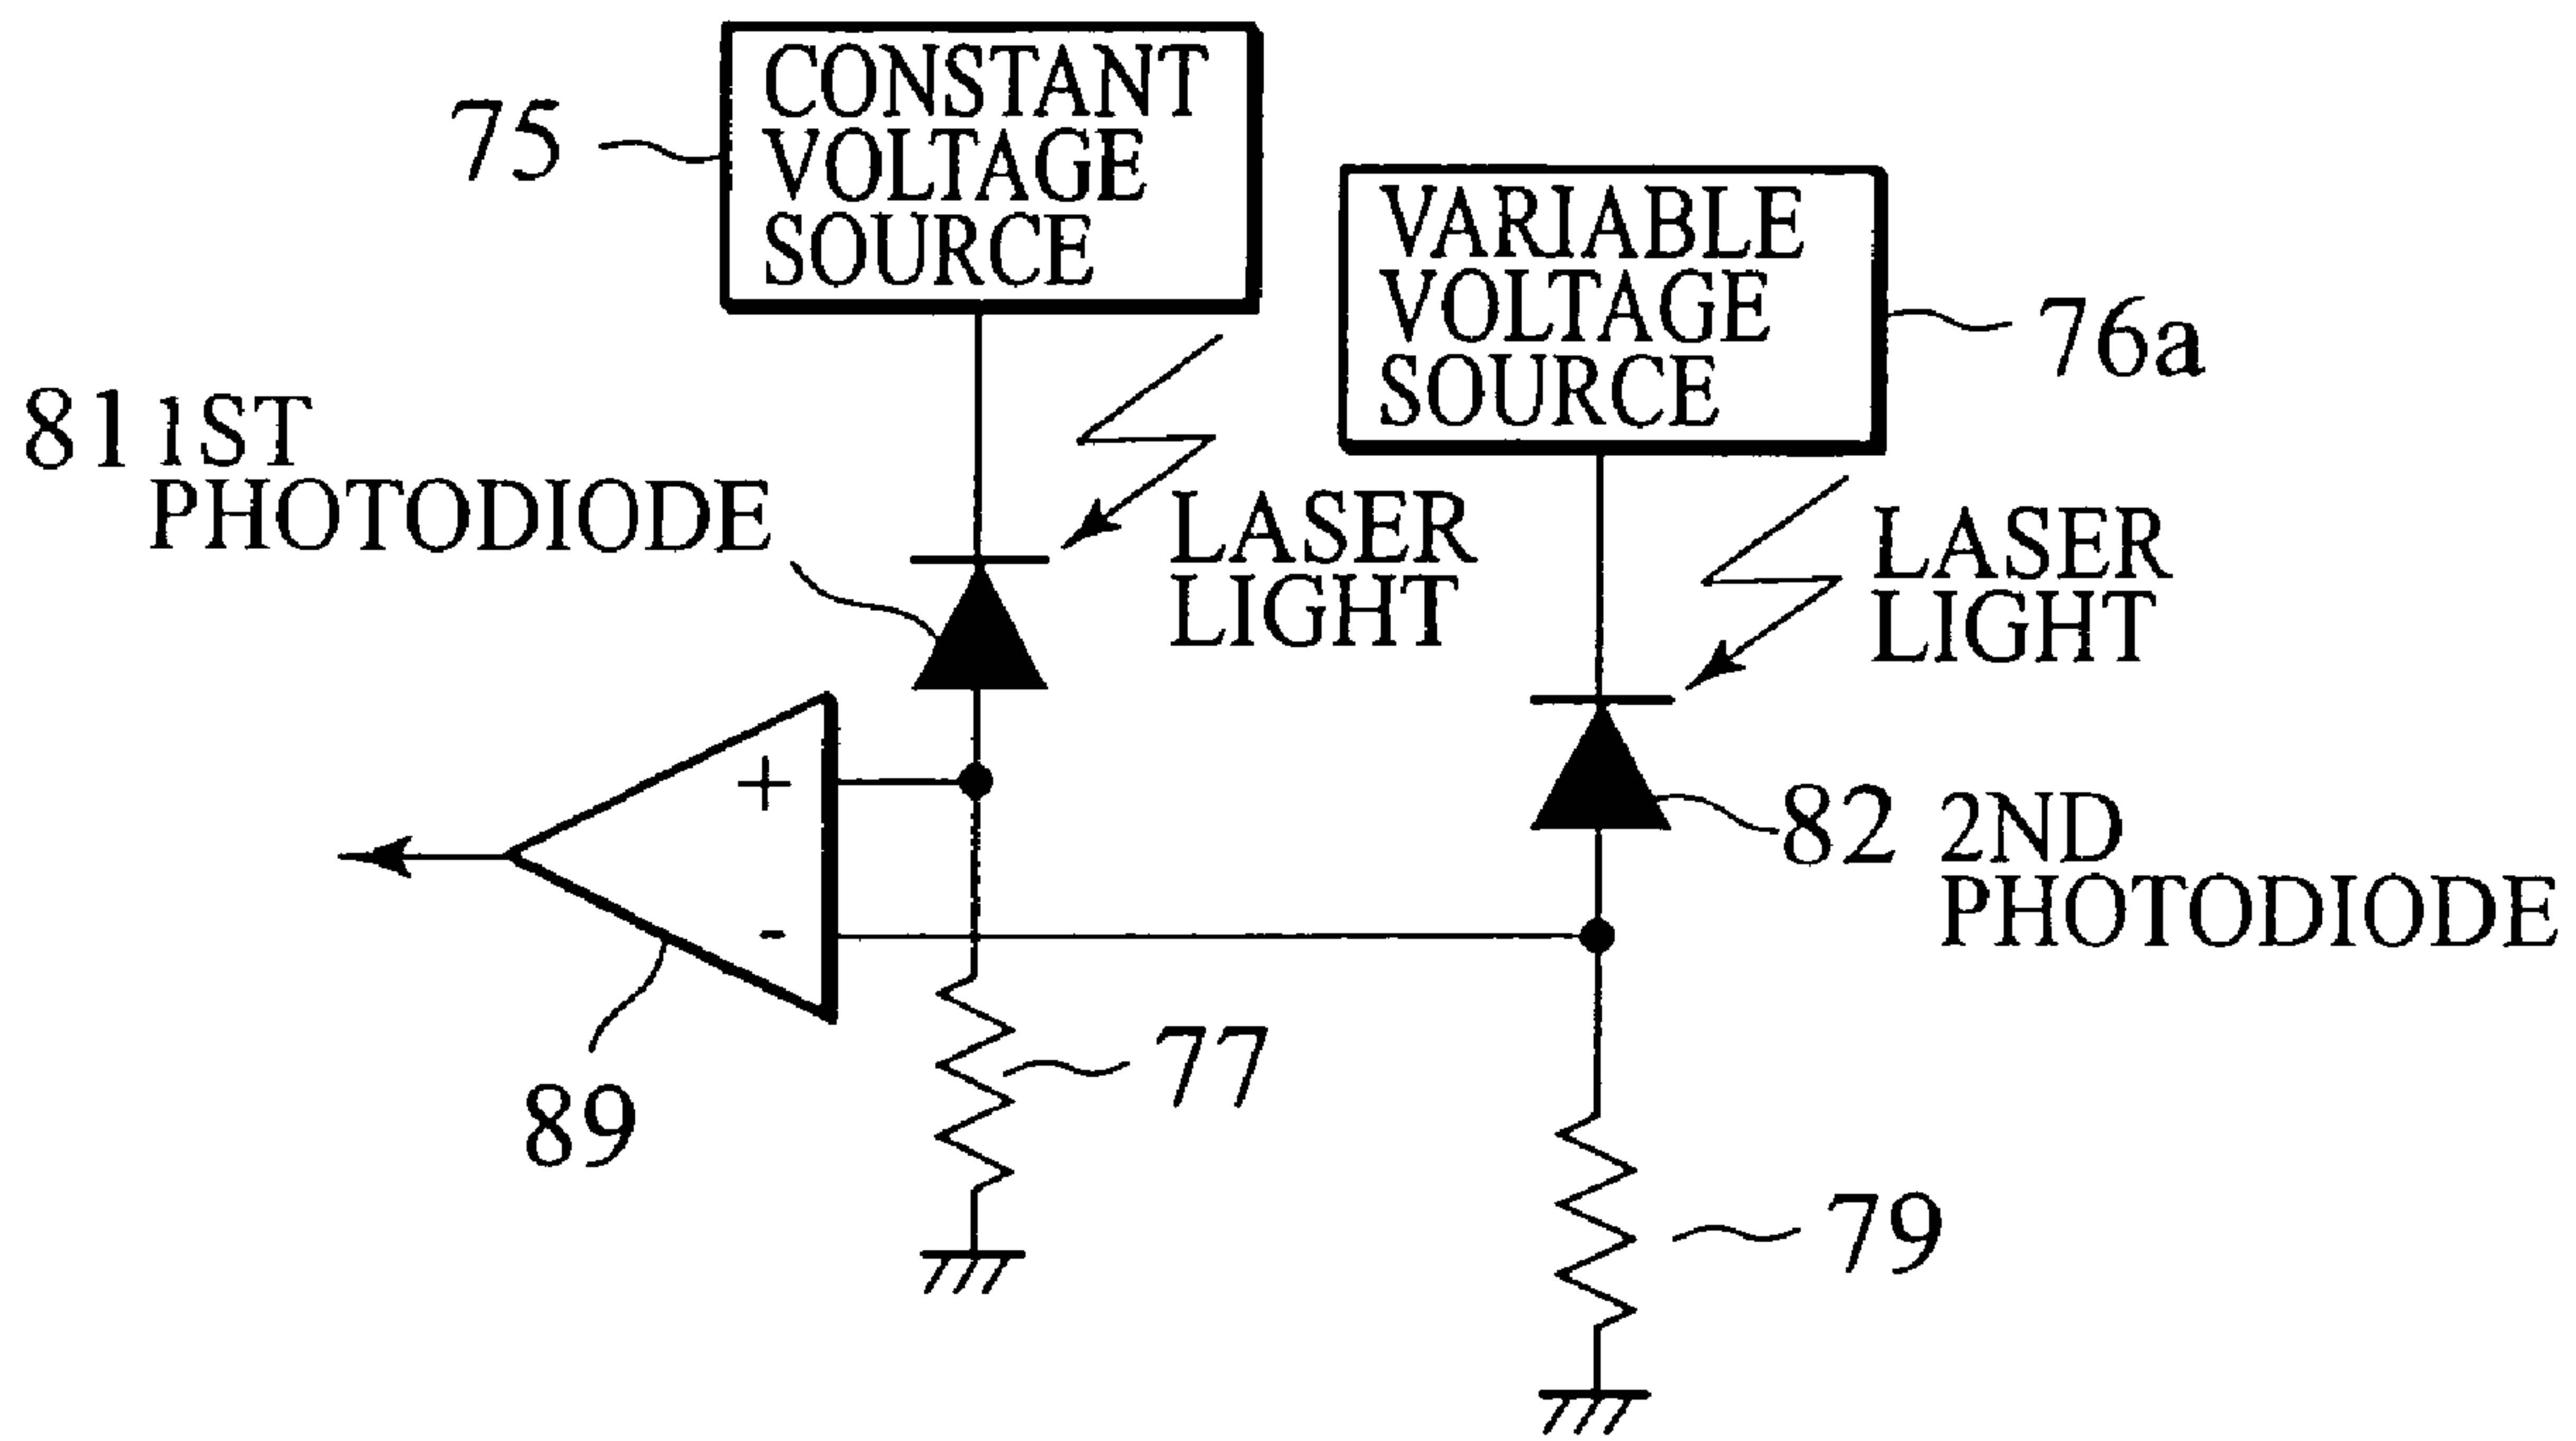 CONSTANT
VOLTAGE
SOURCE
75
VARIABLE
VOLTAGE
SOURCE
76a
81 1ST
PHOTODIODE
LASER
LIGHT
LASER
LIGHT
+
-
82 2ND
PHOTODIODE
89
77
79